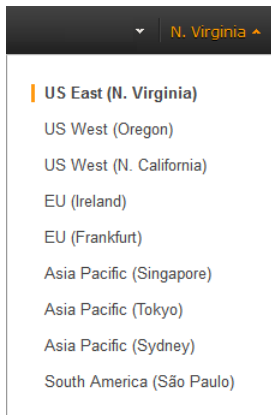 N. Virginia
US East (N. Virginia)
US West (Oregon)
US West (N. California)
EU (Ireland)
EU (Frankfurt)
Asia Pacific (Singapore)
Asia Pacific (Tokyo)
Asia Pacific (Sydney)
South America (São Paulo)